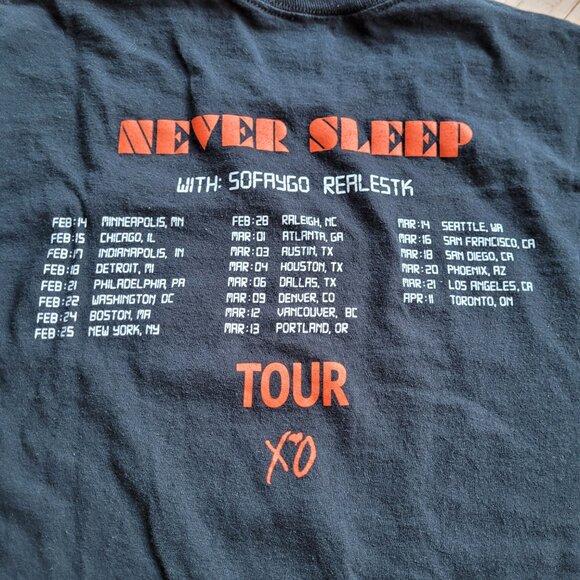 NEVER SLEEP
WITH: SOFAYGO REALESTK
FEB:14 MINNEAPOLIS, MN
FEB:15 CHICAGO, IL
FEB:17 INDIANAPOLIS, IN
FEB:18 DETROIT, MI
FEB:21 PHILADELPHIA, PA
FEB:22 WASHINGTON DC
FEB:24 BOSTON, MA
FEB:25 NEW YORK, NY
FEB:28 RALEIGH, NC
MAR:01 ATLANTA, GA
MAR:03 AUSTIN, TX
MAR:04 HOUSTON, TX
MAR:06 DALLAS, TX
MAR:09 DENVER, CO
MAR:12 VANCOUVER, BC
MAR:13 PORTLAND, OR
MAR:14 SEATTLE, WA
MAR:16 SAN FRANCISCO, CA
MAR:18 SAN DIEGO, CA
MAR:20 PHOENIX, AZ
MAR:21 LOS ANGELES, CA
APR:11 TORONTO, ON
TOUR
XO